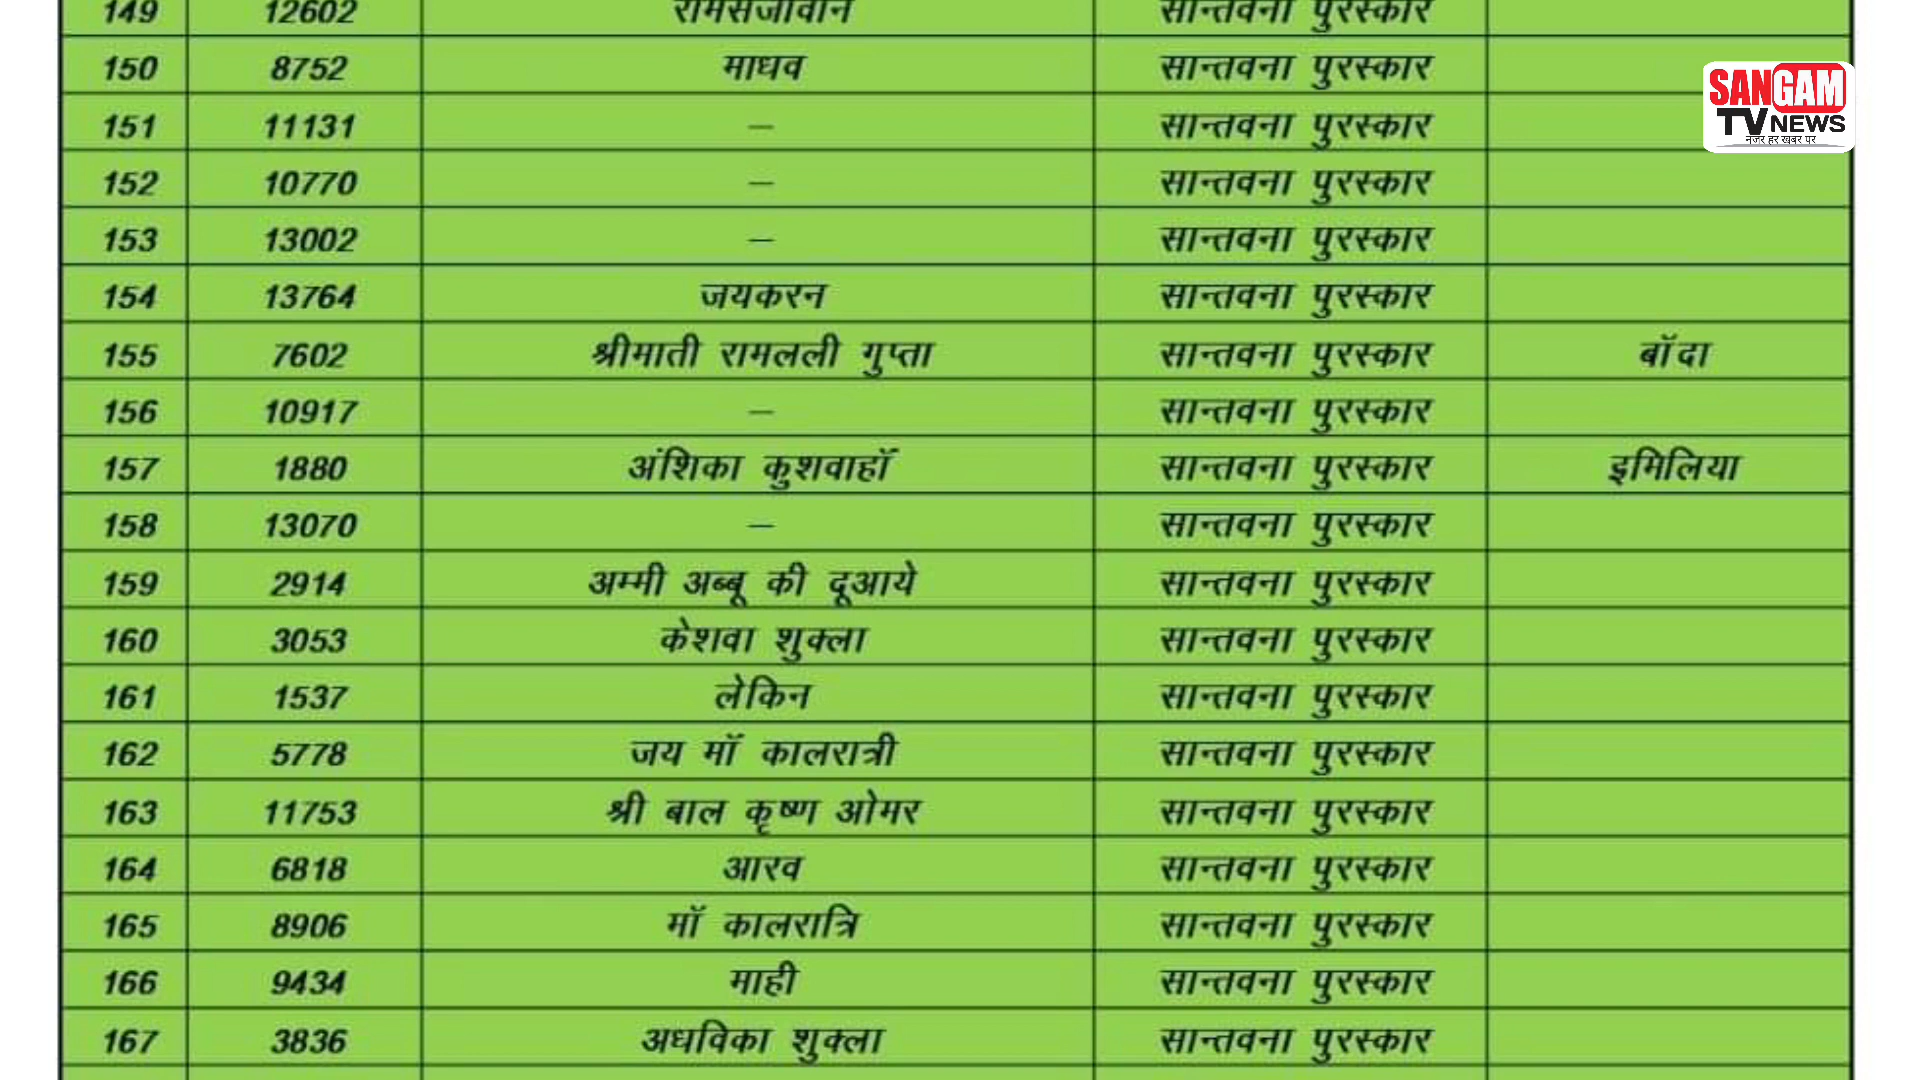 149 12602 रामसजीवान सान्तवना पुरस्कार
150 8752 माधव सान्तवना पुरस्कार
151 11131 – सान्तवना पुरस्कार
152 10770 – सान्तवना पुरस्कार
153 13002 – सान्तवना पुरस्कार
154 13764 जयकरन सान्तवना पुरस्कार
155 7602 श्रीमाती रामलली गुप्ता सान्तवना पुरस्कार बॉदा
156 10917 – सान्तवना पुरस्कार
157 1880 अंशिका कुशवाहॉ सान्तवना पुरस्कार इमिलिया
158 13070 – सान्तवना पुरस्कार
159 2914 अम्मी अब्बू की दूआये सान्तवना पुरस्कार
160 3053 केशवा शुक्ला सान्तवना पुरस्कार
161 1537 लेकिन सान्तवना पुरस्कार
162 5778 जय मॉ कालरात्री सान्तवना पुरस्कार
163 11753 श्री बाल कृष्ण ओमर सान्तवना पुरस्कार
164 6818 आरव सान्तवना पुरस्कार
165 8906 मॉ कालरात्रि सान्तवना पुरस्कार
166 9434 माही सान्तवना पुरस्कार
167 3836 अधविका शुक्ला सान्तवना पुरस्कार
SANGAM
TV NEWS
नजर हर खबर पर